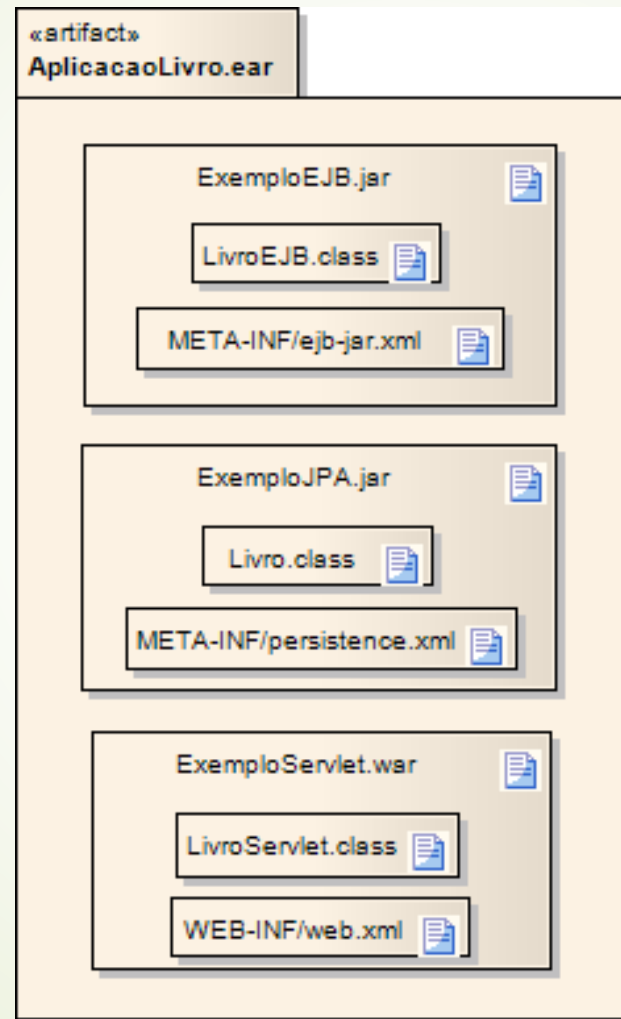 «artifact»
AplicacaoLivro.ear
ExemploEJB.jar
LivroEJB.class
META-INF/ejb-jar.xml
ExemploJPA.jar
Livro.class
META-INF/persistence.xml
ExemploServlet.war
LivroServlet.class
WEB-INF/web.xml